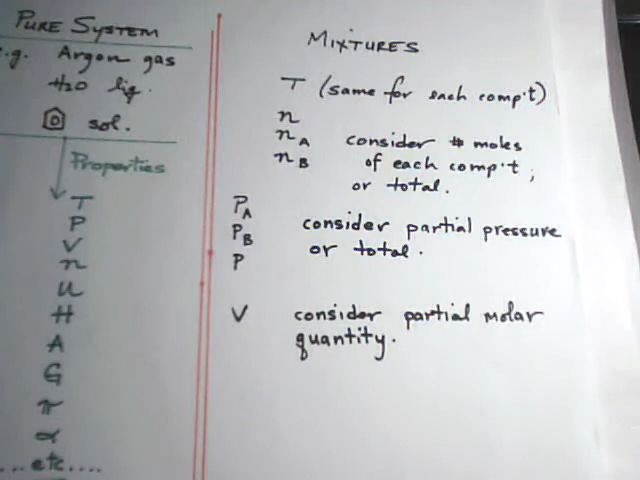 PURE SYSTEM
e.g. Argon gas
H2O liq.
sol.
Properties
T
P
V
n
U
H
A
G
π
α
...etc....
MIXTURES
T (same for each comp't)
n
nA consider # moles
nB of each comp't,
or total.
PA
PB consider partial pressure
P or total.
V consider partial molar
quantity.